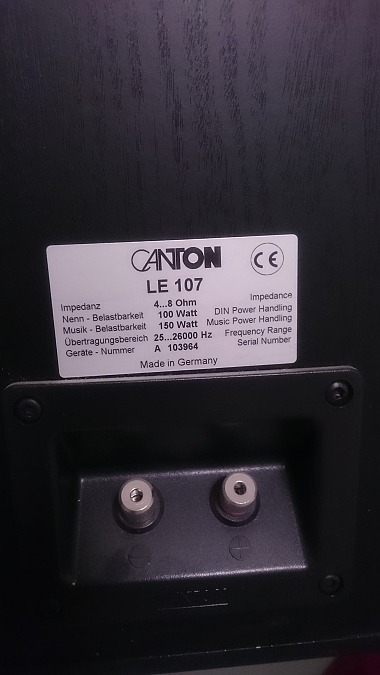 CANTON
CE
LE 107
Impedanz 4...8 Ohm Impedance
Nenn - Belastbarkeit 100 Watt DIN Power Handling
Musik - Belastbarkeit 150 Watt Music Power Handling
Übertragungsbereich 25...26000 Hz Frequency Range
Geräte - Nummer A 103964 Serial Number
Made in Germany